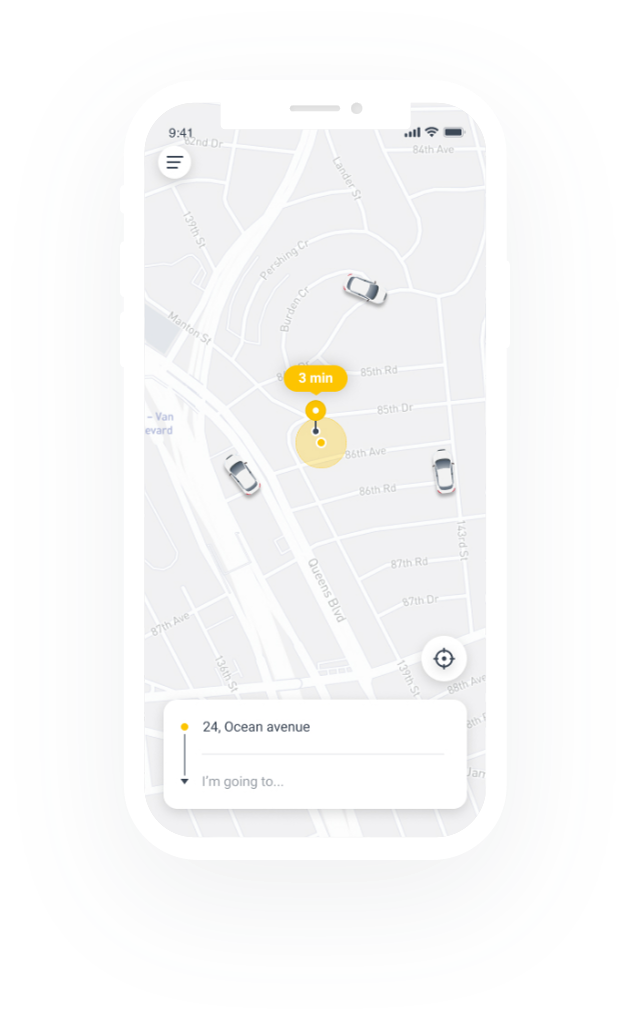 9:41
82nd Dr
84th Ave
Lander St
139th St
Pershing Cr
Burden Cr
Manton St
3 min
85th Rd
85th Dr
– Van
evard
86th Ave
86th Rd
143rd St
Queens Blvd
87th Rd
87th Dr
87th Ave
136th St
139th St
88th Ave
24, Ocean avenue
I'm going to...